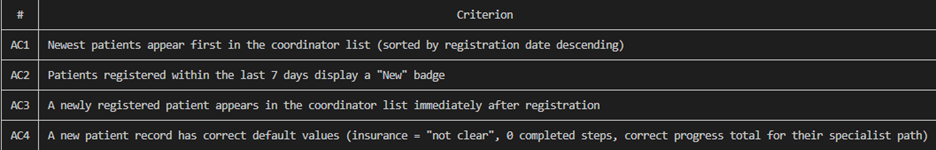 # Criterion
AC1 Newest patients appear first in the coordinator list (sorted by registration date descending)
AC2 Patients registered within the last 7 days display a "New" badge
AC3 A newly registered patient appears in the coordinator list immediately after registration
AC4 A new patient record has correct default values (insurance = "not clear", 0 completed steps, correct progress total for their specialist path)